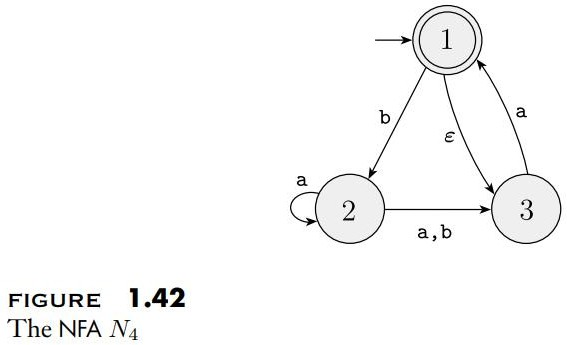 1
b
ε
a
a
2
a,b
3
FIGURE 1.42
The NFA N₄